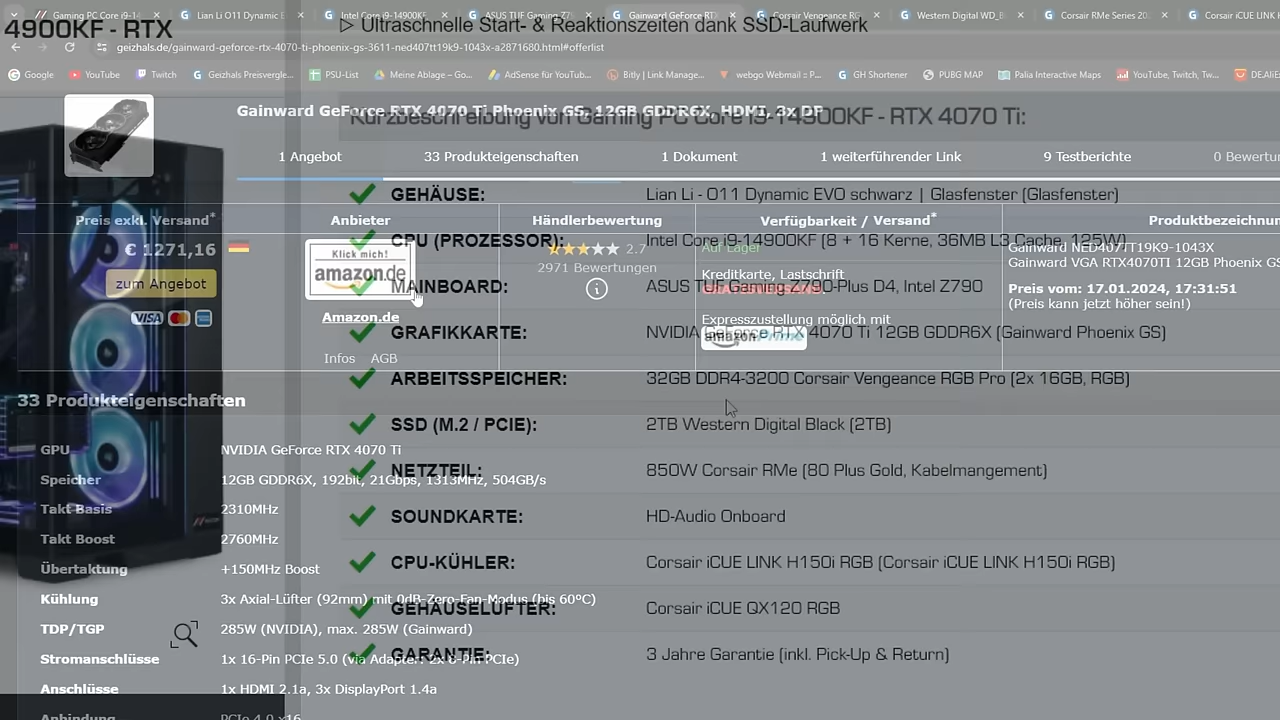 Gaming PC Core i9-14
Lian Li O11 Dynamic E
Intel Core i9-14900KF
ASUS TUF Gaming Z7
Gainward GeForce RT
Corsair Vengeance RG
Western Digital WD_B
Corsair RMe Series 20
Corsair iCUE LINK H
4900KF - RTX
▷ Ultraschnelle Start- & Reaktionszeiten dank SSD-Laufwerk
geizhals.de/gainward-geforce-rtx-4070-ti-phoenix-gs-3611-ned407tt19k9-1043x-a2871680.html#offerlist
Google
YouTube
Twitch
Geizhals Preisvergle...
PSU-List
Meine Ablage – Go...
AdSense für YouTub...
Bitly | Link Manage...
webgo Webmail :: P...
GH Shortener
PUBG MAP
Palia Interactive Maps
YouTube, Twitch, Tw...
DE.AliE
Gainward GeForce RTX 4070 Ti Phoenix GS, 12GB GDDR6X, HDMI, 3x DP
Kurzbeschreibung von Gaming PC Core i9-14900KF - RTX 4070 Ti:
1 Angebot
33 Produkteigenschaften
1 Dokument
1 weiterführender Link
9 Testberichte
0 Bewertu
GEHÄUSE: Lian Li - O11 Dynamic EVO schwarz | Glasfenster (Glasfenster)
Preis exkl. Versand*
Anbieter
Händlerbewertung
Verfügbarkeit / Versand*
Produktbezeichnun
CPU (PROZESSOR): Intel Core i9-14900KF (8 + 16 Kerne, 36MB L3 Cache, 125W)
€ 1271,16
Klick mich!
amazon.de
2.7
2971 Bewertungen
Auf Lager
Gainward NED407TT19K9-1043X
Gainward VGA RTX4070TI 12GB Phoenix GS
zum Angebot
Kreditkarte, Lastschrift
MAINBOARD: ASUS TUF Gaming Z790-Plus D4, Intel Z790
Preis vom: 17.01.2024, 17:31:51
(Preis kann jetzt höher sein!)
VISA
Amazon.de
Expresszustellung möglich mit
amazonPrime
GRAFIKKARTE: NVIDIA GeForce RTX 4070 Ti 12GB GDDR6X (Gainward Phoenix GS)
Infos AGB
ARBEITSSPEICHER: 32GB DDR4-3200 Corsair Vengeance RGB Pro (2x 16GB, RGB)
33 Produkteigenschaften
SSD (M.2 / PCIE): 2TB Western Digital Black (2TB)
GPU NVIDIA GeForce RTX 4070 Ti
NETZTEIL: 850W Corsair RMe (80 Plus Gold, Kabelmangement)
Speicher 12GB GDDR6X, 192bit, 21Gbps, 1313MHz, 504GB/s
Takt Basis 2310MHz
SOUNDKARTE: HD-Audio Onboard
Takt Boost 2760MHz
CPU-KÜHLER: Corsair iCUE LINK H150i RGB (Corsair iCUE LINK H150i RGB)
Übertaktung +150MHz Boost
Kühlung 3x Axial-Lüfter (92mm) mit 0dB-Zero-Fan-Modus (bis 60°C)
GEHÄUSELÜFTER: Corsair iCUE QX120 RGB
TDP/TGP 285W (NVIDIA), max. 285W (Gainward)
GARANTIE: 3 Jahre Garantie (inkl. Pick-Up & Return)
Stromanschlüsse 1x 16-Pin PCIe 5.0 (via Adapter: 2x 8-Pin PCIe)
Anschlüsse 1x HDMI 2.1a, 3x DisplayPort 1.4a
Anbindung PCIe 4.0 x16